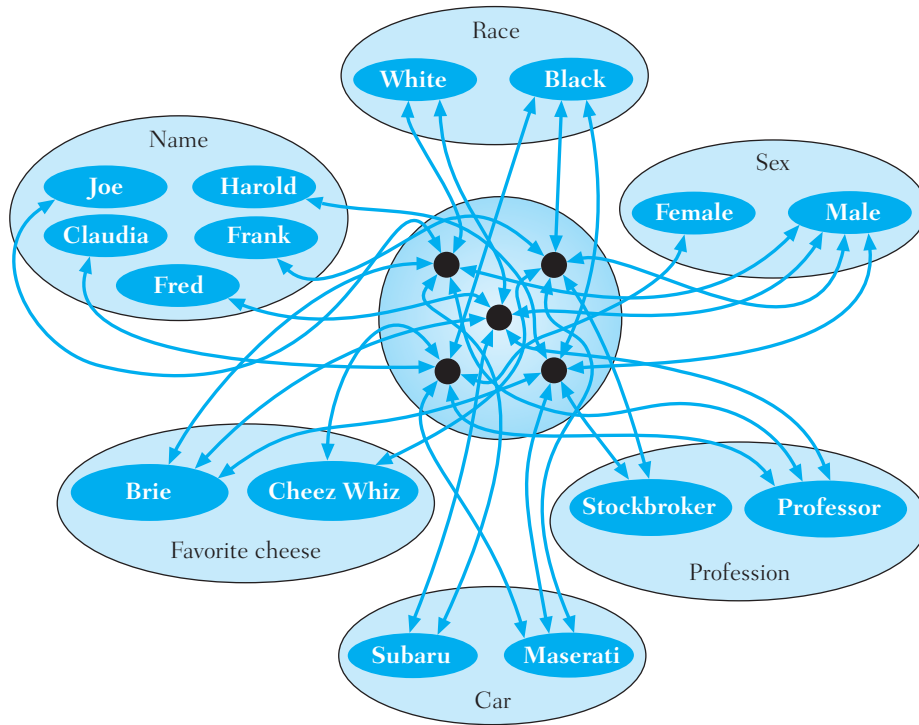 Race
White
Black
Name
Joe
Harold
Claudia
Frank
Fred
Sex
Female
Male
Brie
Cheez Whiz
Favorite cheese
Stockbroker
Professor
Profession
Subaru
Maserati
Car